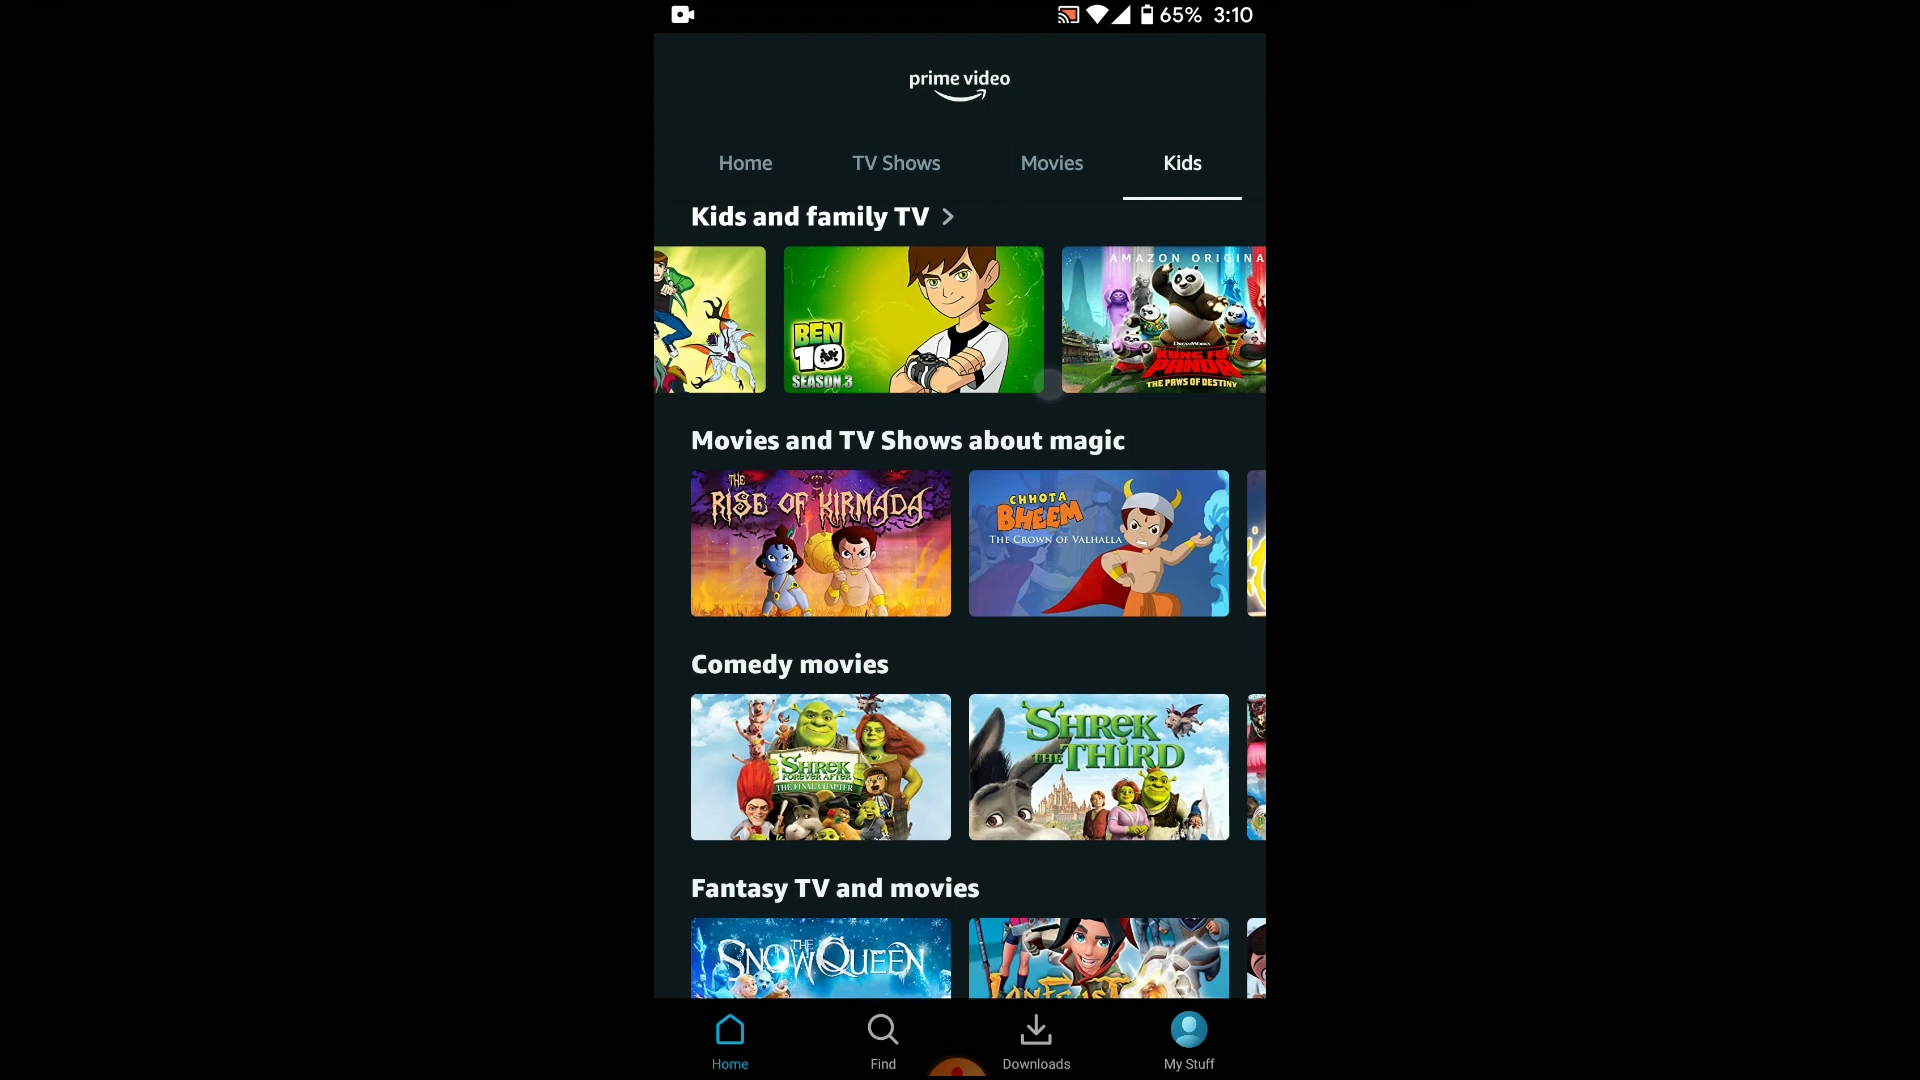 65% 3:10
prime video
Home TV Shows Movies Kids
Kids and family TV
BEN
10
SEASON 3
AMAZON ORIGINA
DREAMWORKS
KUNG FU
PANDA
THE PAWS OF DESTINY
Movies and TV Shows about magic
THE
RISE OF KIRMADA
CHHOTA
BHEEM
THE CROWN OF VALHALLA
Comedy movies
SHREK
FOREVER AFTER
THE FINAL CHAPTER
SHREK
THE THIRD
Fantasy TV and movies
THE
SNOW QUEEN
Home Find Downloads My Stuff